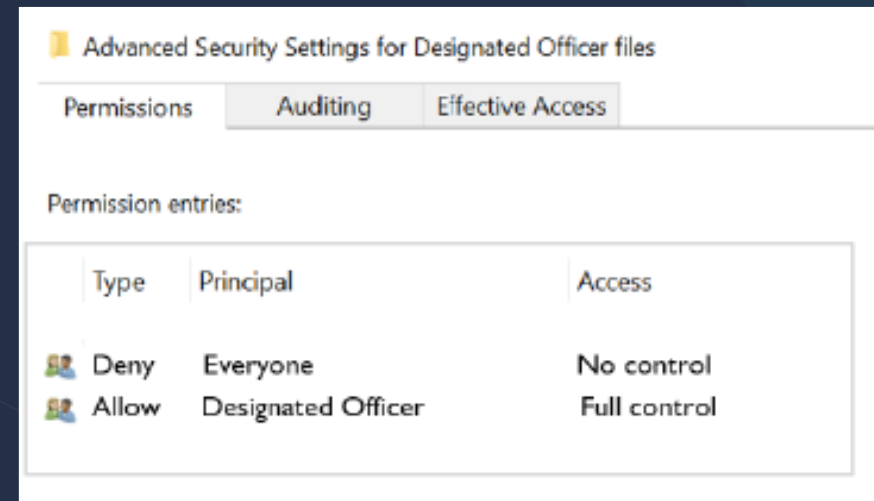 Advanced Security Settings for Designated Officer files
Permissions Auditing Effective Access
Permission entries:
Type Principal Access
Deny Everyone No control
Allow Designated Officer Full control